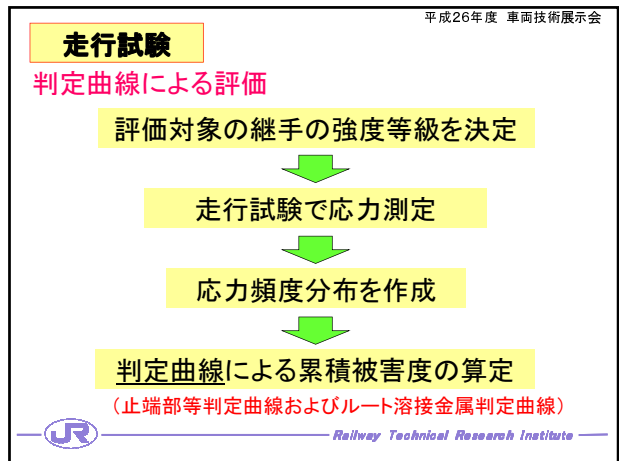 平成26年度 車両技術展示会
走行試験
判定曲線による評価
評価対象の継手の強度等級を決定
走行試験で応力測定
応力頻度分布を作成
判定曲線による累積被害度の算定
(止端部等判定曲線およびルート溶接金属判定曲線)
JR
Railway Technical Research Institute